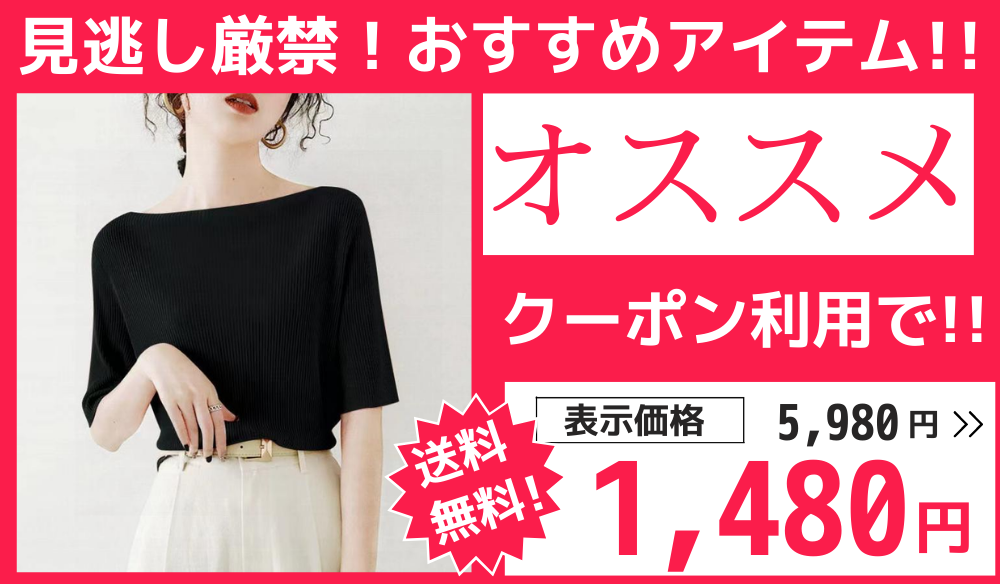 見逃し厳禁！おすすめアイテム!!
オススメ
クーポン利用で!!
表示価格 5,980円 >>
送料
無料!
1,480円